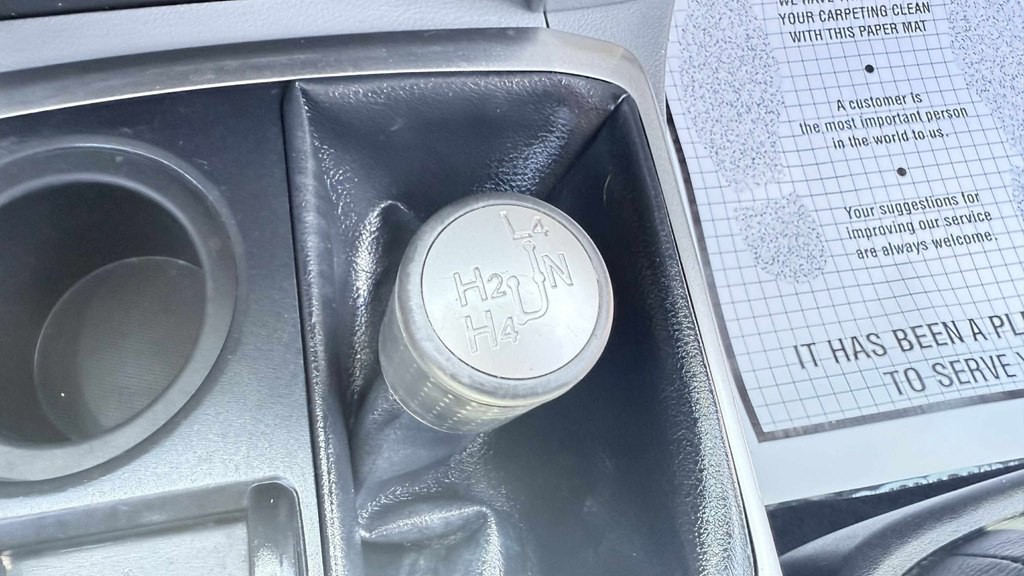 L4
H2 N
H4
YOUR CARPETING CLEAN
WITH THIS PAPER MAT
•
A customer is
the most important person
in the world to us.
•
Your suggestions for
improving our service
are always welcome.
IT HAS BEEN A
TO SERVE